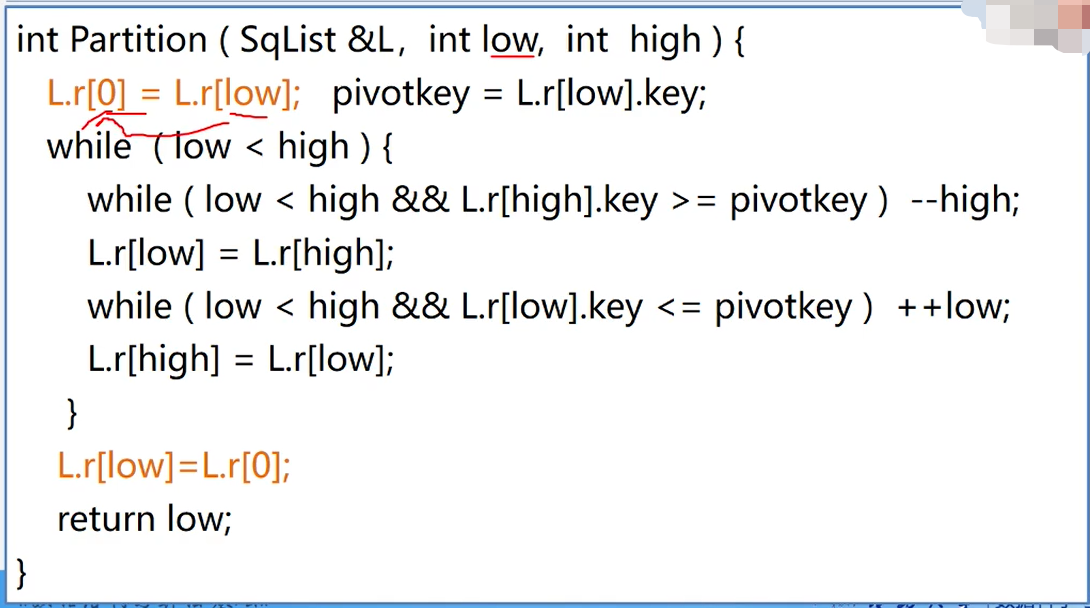 int Partition ( SqList &L, int low, int high ) {
L.r[0] = L.r[low]; pivotkey = L.r[low].key;
while ( low < high ) {
while ( low < high && L.r[high].key >= pivotkey ) --high;
L.r[low] = L.r[high];
while ( low < high && L.r[low].key <= pivotkey ) ++low;
L.r[high] = L.r[low];
}
L.r[low]=L.r[0];
return low;
}